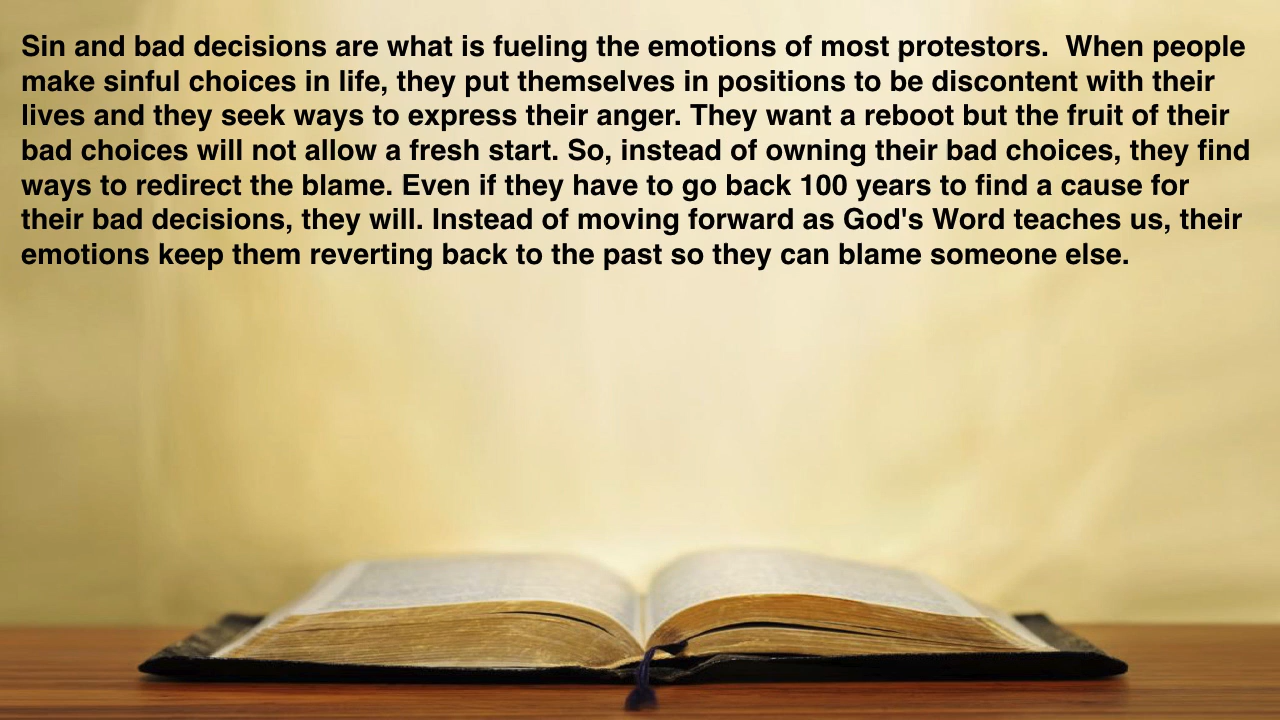 Sin and bad decisions are what is fueling the emotions of most protestors.  When people
make sinful choices in life, they put themselves in positions to be discontent with their
lives and they seek ways to express their anger. They want a reboot but the fruit of their
bad choices will not allow a fresh start. So, instead of owning their bad choices, they find
ways to redirect the blame. Even if they have to go back 100 years to find a cause for
their bad decisions, they will. Instead of moving forward as God's Word teaches us, their
emotions keep them reverting back to the past so they can blame someone else.